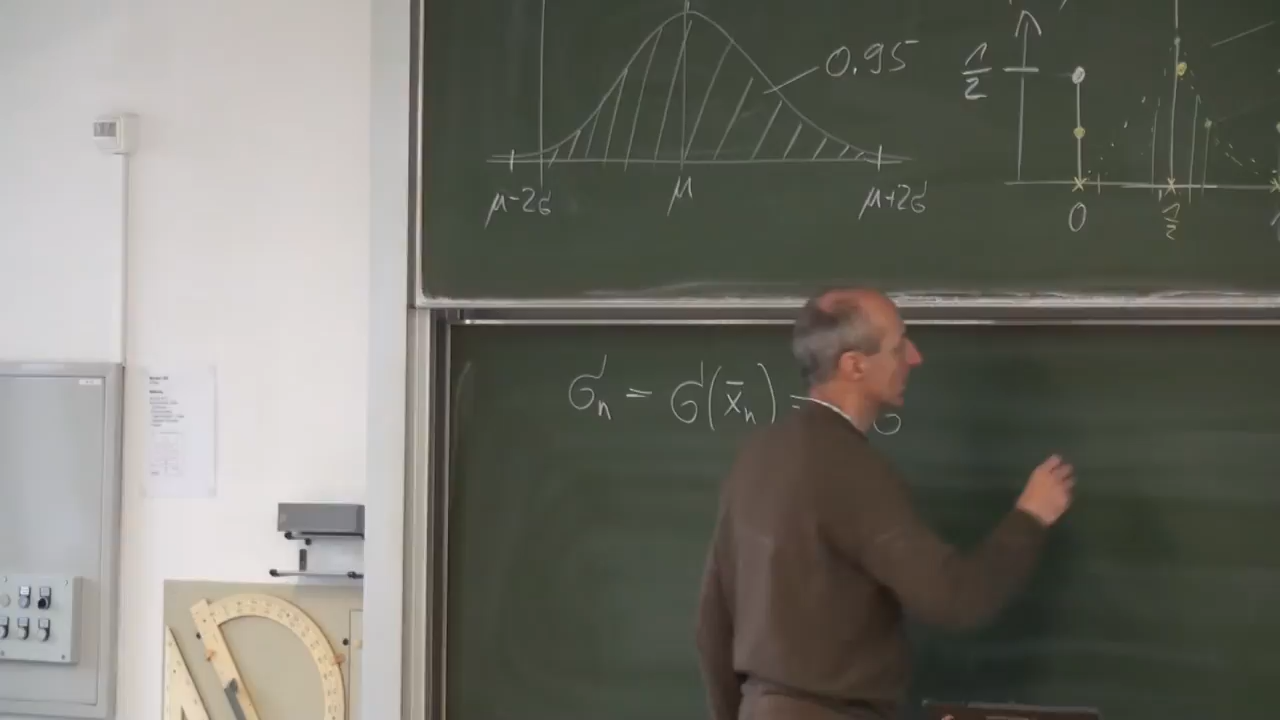 0.95
1/2
μ-2σ μ μ+2σ
0 1/2
σₙ = σ(x̄ₙ) =